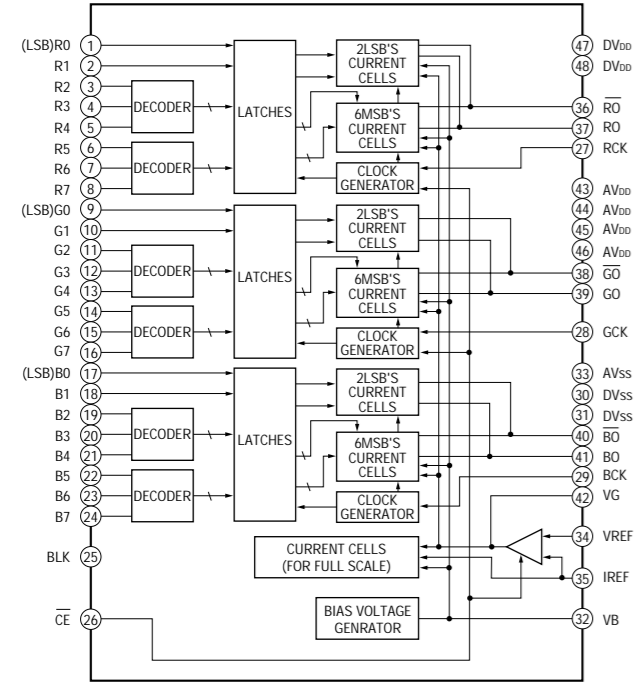 (LSB)R0 1
R1 2
R2 3
R3 4
R4 5
R5 6
R6 7
R7 8
(LSB)G0 9
G1 10
G2 11
G3 12
G4 13
G5 14
G6 15
G7 16
(LSB)B0 17
B1 18
B2 19
B3 20
B4 21
B5 22
B6 23
B7 24
BLK 25
CE 26
DECODER
DECODER
LATCHES
2LSB'S
CURRENT
CELLS
6MSB'S
CURRENT
CELLS
CLOCK
GENERATOR
DECODER
DECODER
LATCHES
2LSB'S
CURRENT
CELLS
6MSB'S
CURRENT
CELLS
CLOCK
GENERATOR
DECODER
DECODER
LATCHES
2LSB'S
CURRENT
CELLS
6MSB'S
CURRENT
CELLS
CLOCK
GENERATOR
CURRENT CELLS
(FOR FULL SCALE)
BIAS VOLTAGE
GENRATOR
47 DVDD
48 DVDD
36 RO
37 RO
27 RCK
43 AVDD
44 AVDD
45 AVDD
46 AVDD
38 GO
39 GO
28 GCK
33 AVSS
30 DVSS
31 DVSS
40 BO
41 BO
29 BCK
42 VG
34 VREF
35 IREF
32 VB